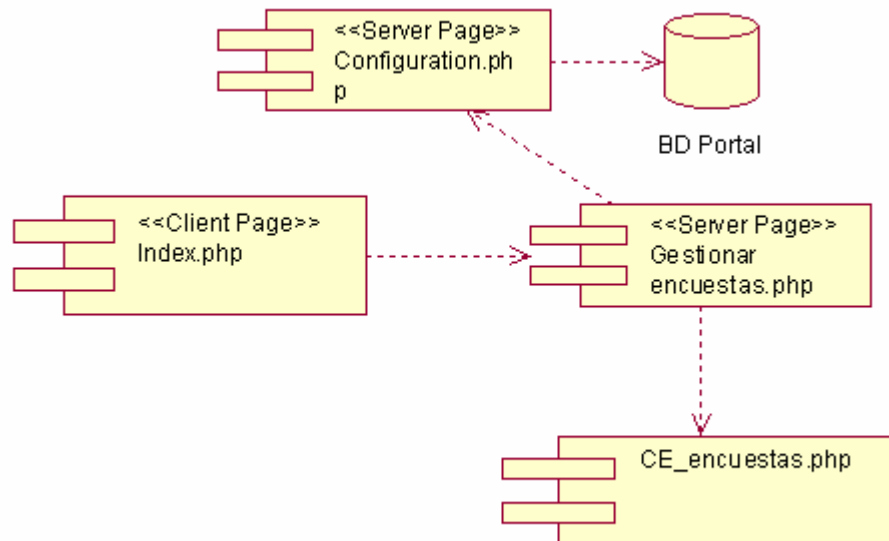 <<Server Page>>
Configuration.ph
p
BD Portal
<<Client Page>>
Index.php
<<Server Page>>
Gestionar
encuestas.php
CE_encuestas.php